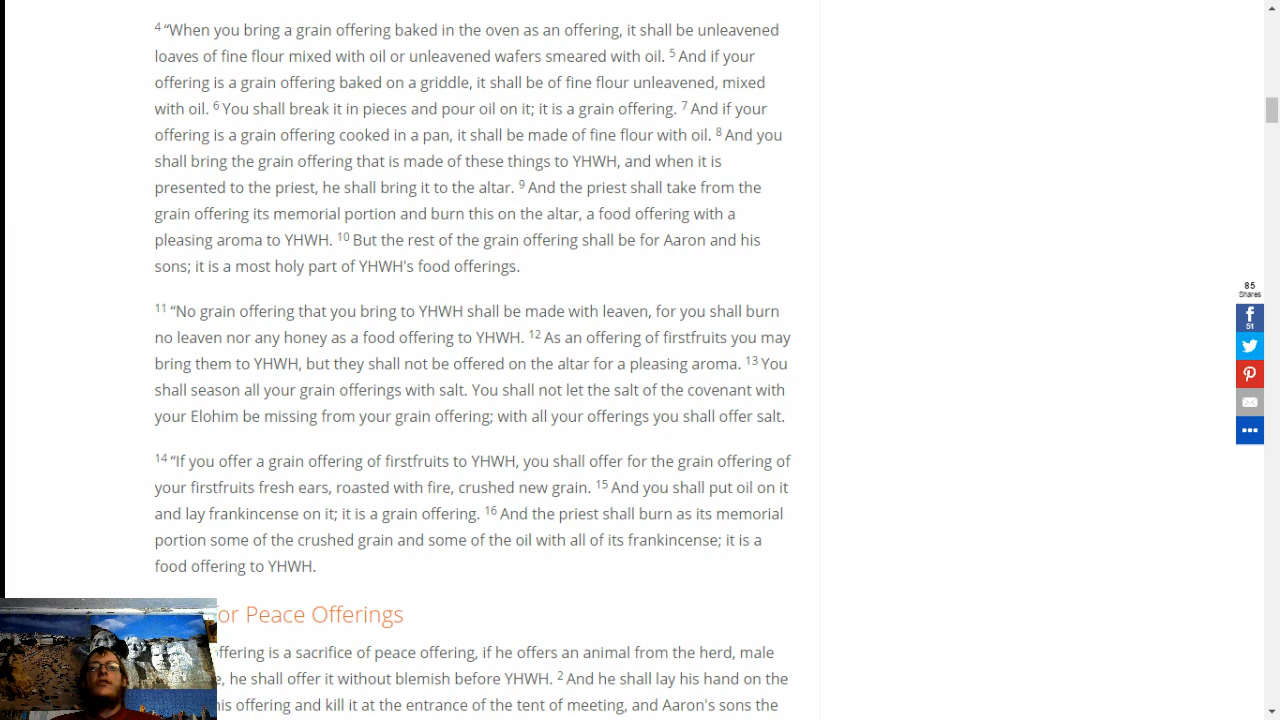 4 “When you bring a grain offering baked in the oven as an offering, it shall be unleavened
loaves of fine flour mixed with oil or unleavened wafers smeared with oil. 5 And if your
offering is a grain offering baked on a griddle, it shall be of fine flour unleavened, mixed
with oil. 6 You shall break it in pieces and pour oil on it; it is a grain offering. 7 And if your
offering is a grain offering cooked in a pan, it shall be made of fine flour with oil. 8 And you
shall bring the grain offering that is made of these things to YHWH, and when it is
presented to the priest, he shall bring it to the altar. 9 And the priest shall take from the
grain offering its memorial portion and burn this on the altar, a food offering with a
pleasing aroma to YHWH. 10 But the rest of the grain offering shall be for Aaron and his
sons; it is a most holy part of YHWH's food offerings.
11 “No grain offering that you bring to YHWH shall be made with leaven, for you shall burn
no leaven nor any honey as a food offering to YHWH. 12 As an offering of firstfruits you may
bring them to YHWH, but they shall not be offered on the altar for a pleasing aroma. 13 You
shall season all your grain offerings with salt. You shall not let the salt of the covenant with
your Elohim be missing from your grain offering; with all your offerings you shall offer salt.
14 “If you offer a grain offering of firstfruits to YHWH, you shall offer for the grain offering of
your firstfruits fresh ears, roasted with fire, crushed new grain. 15 And you shall put oil on it
and lay frankincense on it; it is a grain offering. 16 And the priest shall burn as its memorial
portion some of the crushed grain and some of the oil with all of its frankincense; it is a
food offering to YHWH.
or Peace Offerings
ffering is a sacrifice of peace offering, if he offers an animal from the herd, male
e, he shall offer it without blemish before YHWH. 2 And he shall lay his hand on the
his offering and kill it at the entrance of the tent of meeting, and Aaron's sons the
85
Shares
51